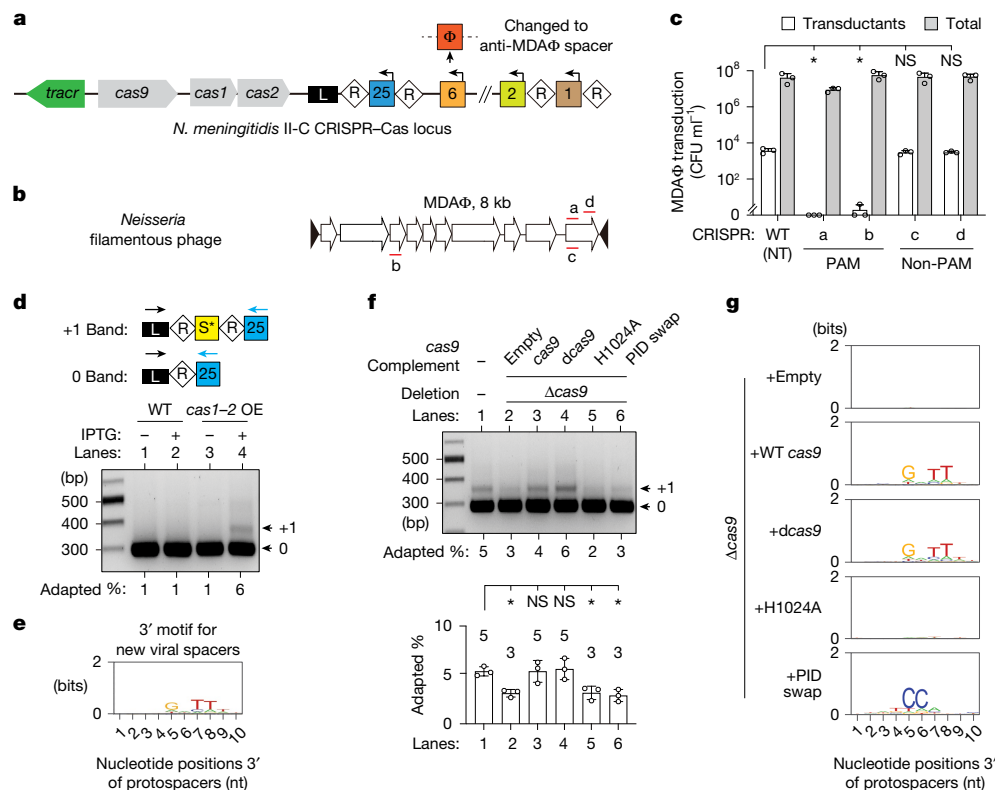 a
Φ
Changed to
anti-MDAΦ spacer
tracr cas9 cas1 cas2 L R 25 R 6 // 2 R 1 R
N. meningitidis II-C CRISPR–Cas locus
b
Neisseria
filamentous phage
MDAΦ, 8 kb
a d
b c
c
Transductants Total
* * NS NS
MDAΦ transduction
(CFU ml⁻¹)
10⁸
10⁶
10⁴
10²
0
CRISPR: WT (NT) a b c d
PAM Non-PAM
d
+1 Band: L R S* R 25
0 Band: L R 25
WT cas1–2 OE
IPTG: – + – +
Lanes: 1 2 3 4
(bp)
500
400
300
+1
0
Adapted %: 1 1 1 6
e
3′ motif for
new viral spacers
2
(bits)
0
G TT
1 2 3 4 5 6 7 8 9 10
Nucleotide positions 3′
of protospacers (nt)
f
cas9
Complement
– Empty cas9 dcas9 H1024A PID swap
Deletion – Δcas9
Lanes: 1 2 3 4 5 6
500
400
300
(bp)
+1
0
Adapted %: 5 3 4 6 2 3
* NS NS * *
Adapted %
10
5
0
5 3 5 5 3 3
Lanes: 1 2 3 4 5 6
g
(bits)
Δcas9
+Empty
2
0
+WT cas9
2
0
G TT
+dcas9
2
0
G TT
+H1024A
2
0
+PID
swap
2
0
CC
1 2 3 4 5 6 7 8 9 10
Nucleotide positions 3′
of protospacers (nt)